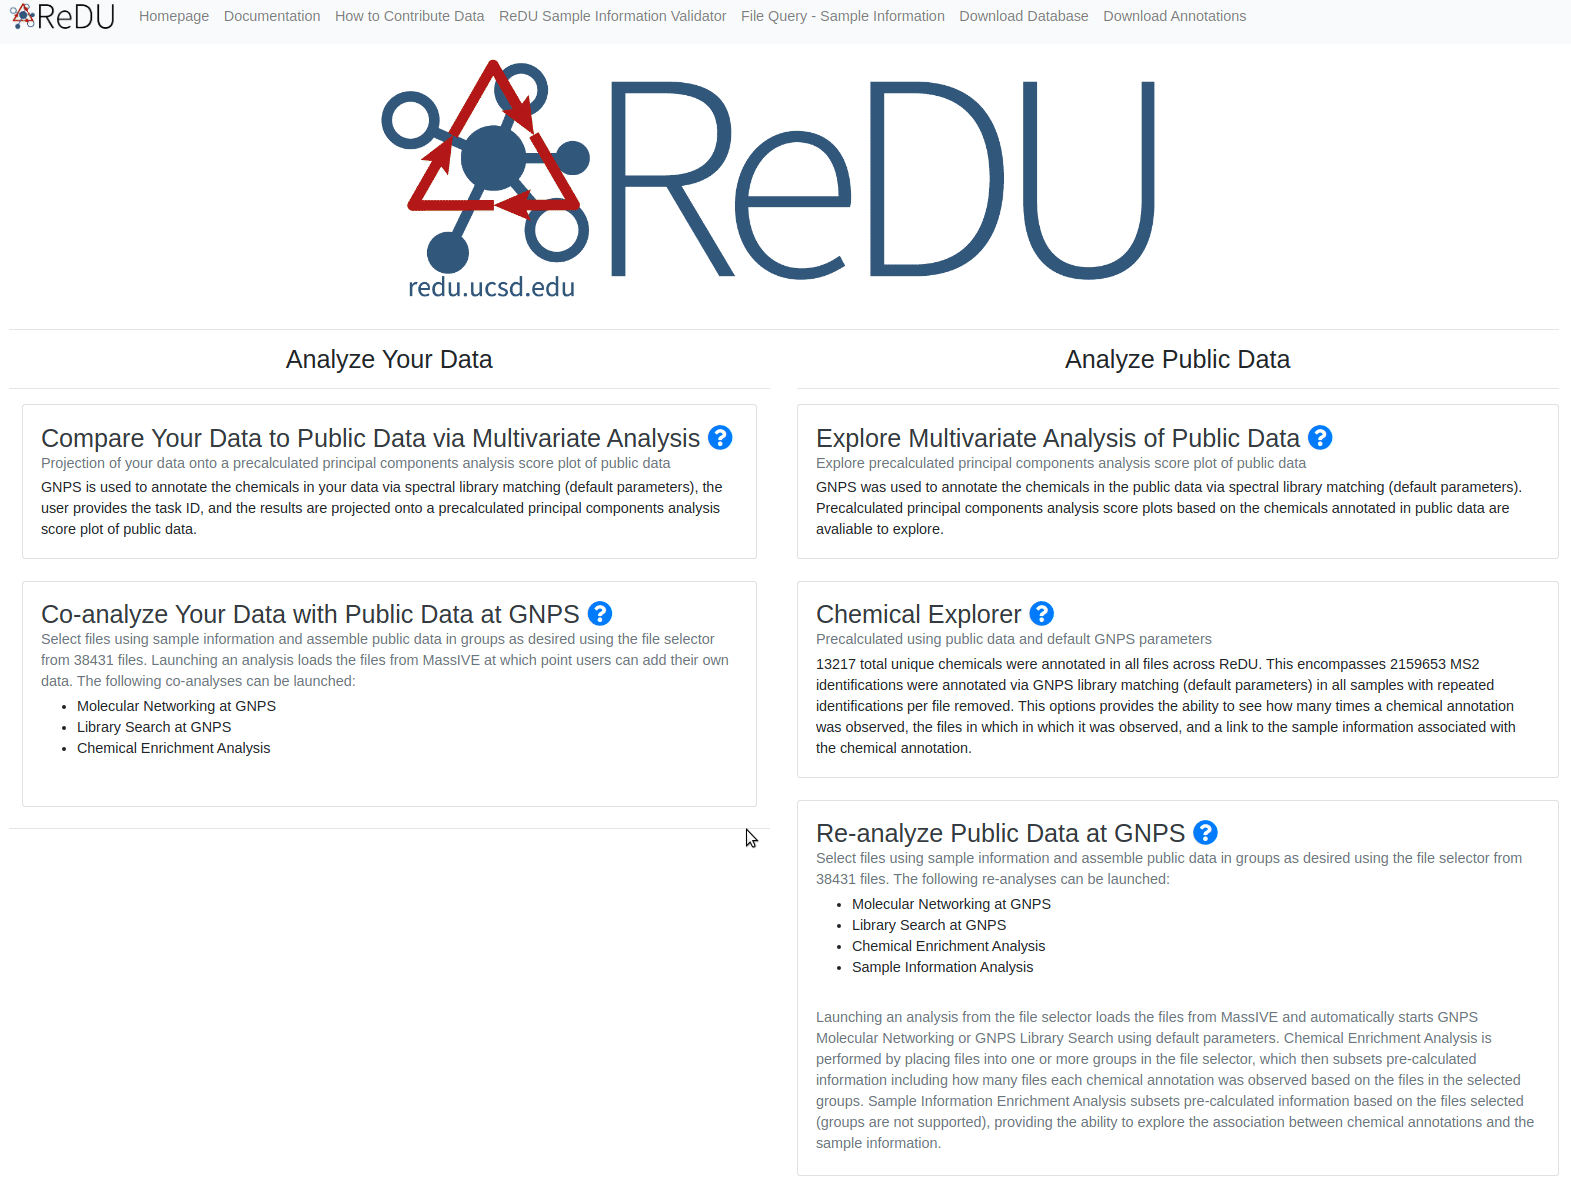 ReDU Homepage Documentation How to Contribute Data ReDU Sample Information Validator File Query - Sample Information Download Database Download Annotations
ReDU
redu.ucsd.edu
Analyze Your Data
Compare Your Data to Public Data via Multivariate Analysis ?
Projection of your data onto a precalculated principal components analysis score plot of public data
GNPS is used to annotate the chemicals in your data via spectral library matching (default parameters), the
user provides the task ID, and the results are projected onto a precalculated principal components analysis
score plot of public data.
Co-analyze Your Data with Public Data at GNPS ?
Select files using sample information and assemble public data in groups as desired using the file selector
from 38431 files. Launching an analysis loads the files from MassIVE at which point users can add their own
data. The following co-analyses can be launched:
• Molecular Networking at GNPS
• Library Search at GNPS
• Chemical Enrichment Analysis
Analyze Public Data
Explore Multivariate Analysis of Public Data ?
Explore precalculated principal components analysis score plot of public data
GNPS was used to annotate the chemicals in the public data via spectral library matching (default parameters).
Precalculated principal components analysis score plots based on the chemicals annotated in public data are
avaliable to explore.
Chemical Explorer ?
Precalculated using public data and default GNPS parameters
13217 total unique chemicals were annotated in all files across ReDU. This encompasses 2159653 MS2
identifications were annotated via GNPS library matching (default parameters) in all samples with repeated
identifications per file removed. This options provides the ability to see how many times a chemical annotation
was observed, the files in which in which it was observed, and a link to the sample information associated with
the chemical annotation.
Re-analyze Public Data at GNPS ?
Select files using sample information and assemble public data in groups as desired using the file selector from
38431 files. The following re-analyses can be launched:
• Molecular Networking at GNPS
• Library Search at GNPS
• Chemical Enrichment Analysis
• Sample Information Analysis
Launching an analysis from the file selector loads the files from MassIVE and automatically starts GNPS
Molecular Networking or GNPS Library Search using default parameters. Chemical Enrichment Analysis is
performed by placing files into one or more groups in the file selector, which then subsets pre-calculated
information including how many files each chemical annotation was observed based on the files in the selected
groups. Sample Information Enrichment Analysis subsets pre-calculated information based on the files selected
(groups are not supported), providing the ability to explore the association between chemical annotations and the
sample information.